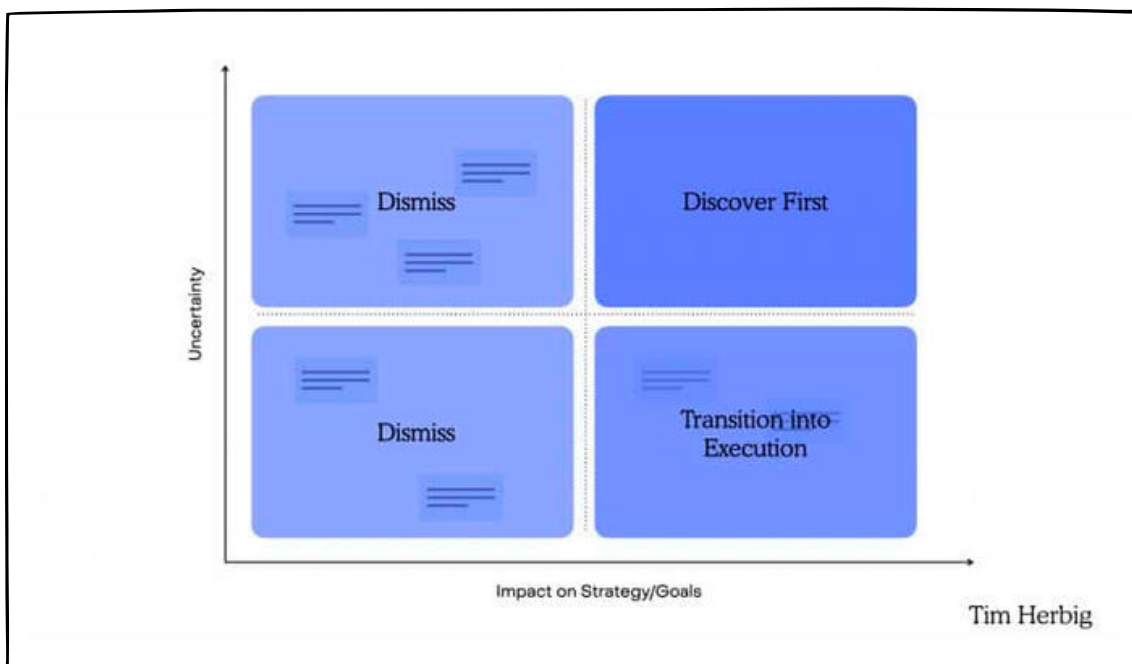 Dismiss
Discover First
Uncertainty
Dismiss
Transition into
Execution
Impact on Strategy/Goals
Tim Herbig